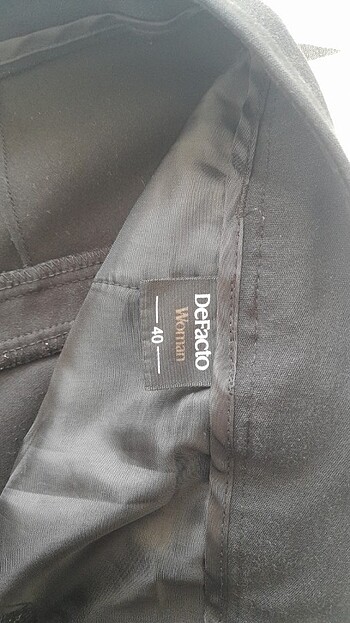 DeFacto
Woman
— 40 —